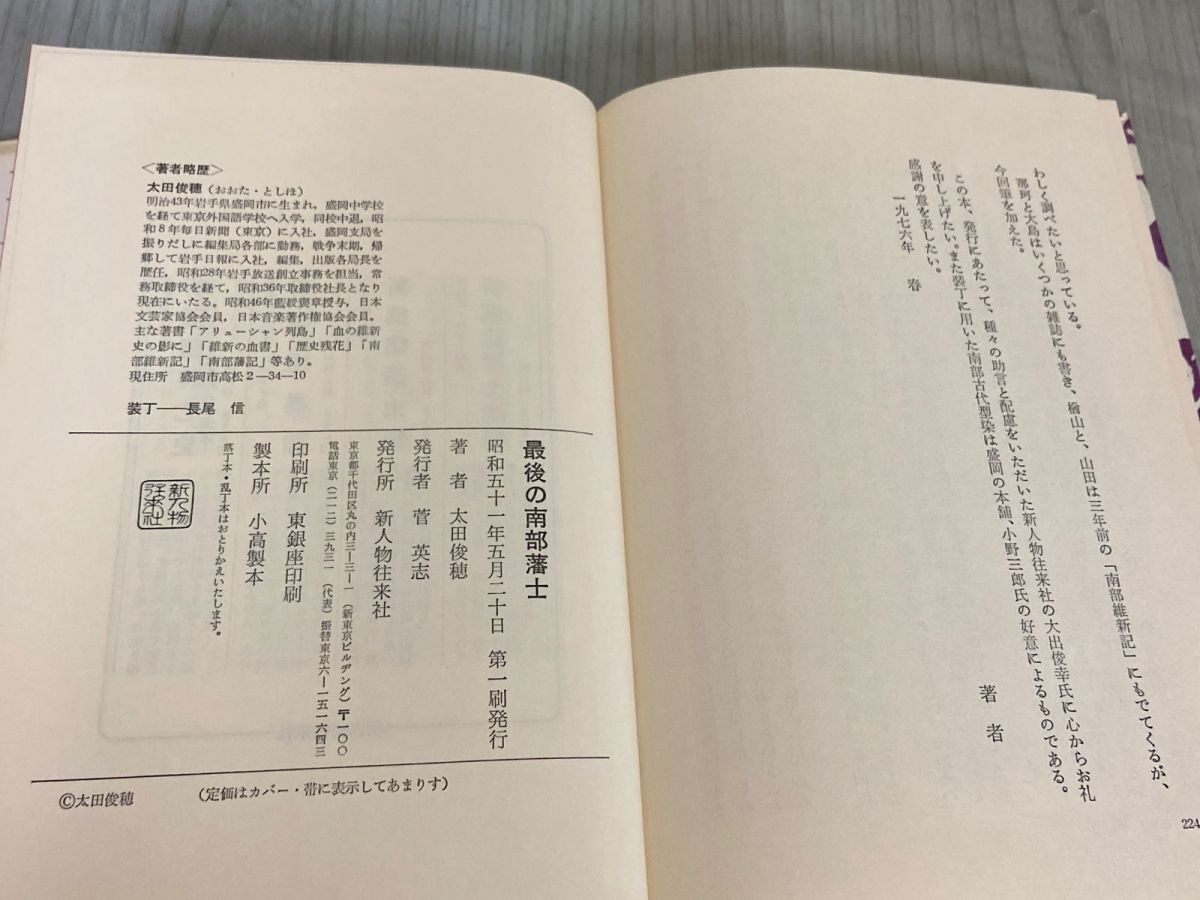 わしく調べたいと思っている。
那珂と大島はいくつかの雑誌にも書き、楢山と、山田は三年前の「南部維新記」にもでてくるが、
今回筆を加えた。
この本、発行にあたって、種々の助言と配慮をいただいた新人物往来社の大出俊幸氏に心からお礼
を申し上げたい。また装丁に用いた南部古代型染は盛岡の本舗、小野三郎氏の好意によるものである。
感謝の意を表したい。
一九七六年 春
著者
224
〈著者略歴〉
太田俊穂(おおた・としほ)
明治43年岩手県盛岡市に生まれ，盛岡中学校
を経て東京外国語学校へ入学，同校中退，昭
和8年毎日新聞(東京)に入社，盛岡支局を
振りだしに編集局各部に勤務，戦争末期，帰
郷して岩手日報に入社，編集，出版各局長を
歴任，昭和28年岩手放送創立事務を担当，常
務取締役を経て，昭和36年取締役社長となり
現在にいたる。昭和46年藍綬褒章授与，日本
文芸家協会会員，日本音楽著作権協会会員。
主な著書「アリューシャン列島」「血の維新
史の影に」「維新の血書」「歴史残花」「南
部維新記」「南部藩記」等あり。
現住所 盛岡市高松2―34―10
装丁――長尾 信
最後の南部藩士
昭和五十一年五月二十日 第一刷発行
著者 太田俊穂
発行者 菅 英志
発行所 新人物往来社
東京都千代田区丸の内三―三―一(新東京ビルヂング)〒一〇〇
電話東京(二一二)三九三一(代表)振替東京六―一五一六四三
印刷所 東銀座印刷
製本所 小高製本
落丁本・乱丁本はおとりかえいたします。
新人物
往来社
(定価はカバー・帯に表示してあまりす)
©太田俊穂